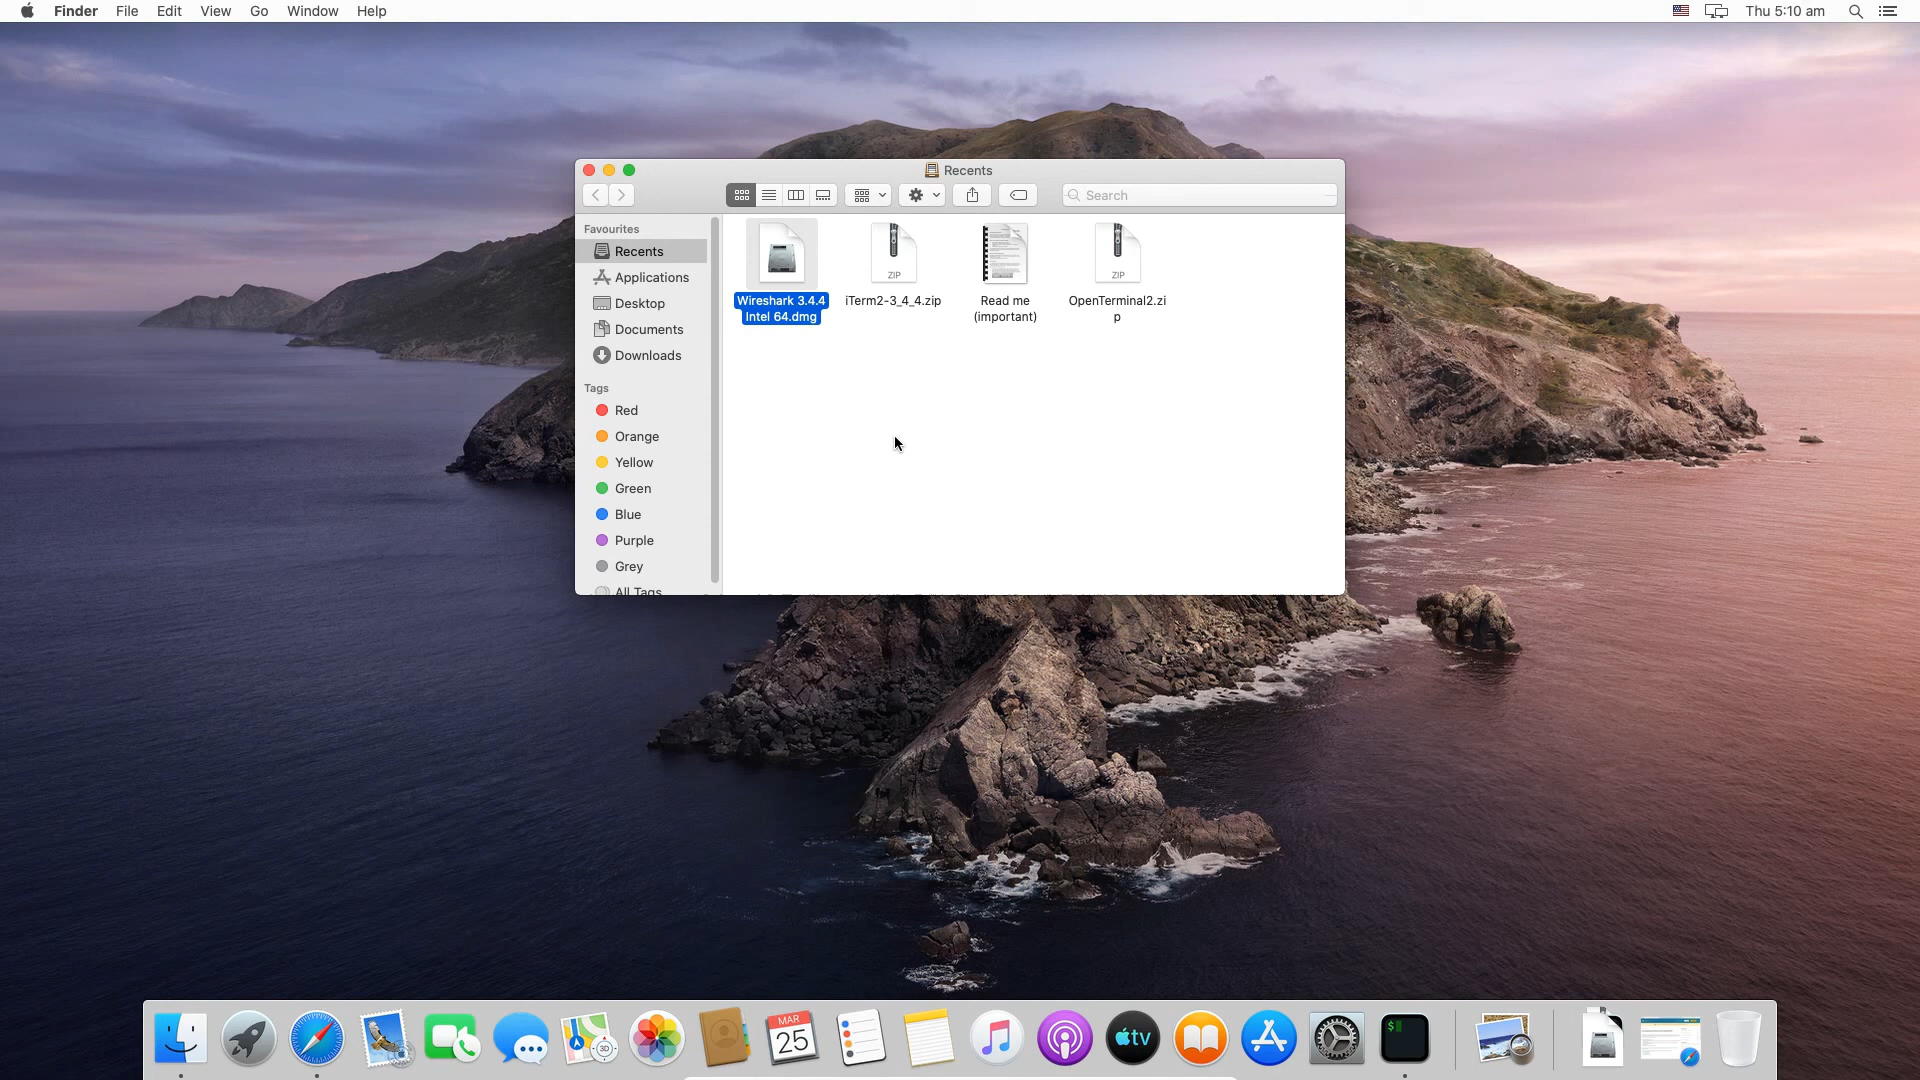 Finder File Edit View Go Window Help
Thu 5:10 am
Recents
Search
Favourites
Recents
Applications
Desktop
Documents
Downloads
Tags
Red
Orange
Yellow
Green
Blue
Purple
Grey
All Tags
Wireshark 3.4.4
Intel 64.dmg
ZIP
iTerm2-3_4_4.zip
Read me
(important)
ZIP
OpenTerminal2.zi
p
3D
MAR
25
tv
$